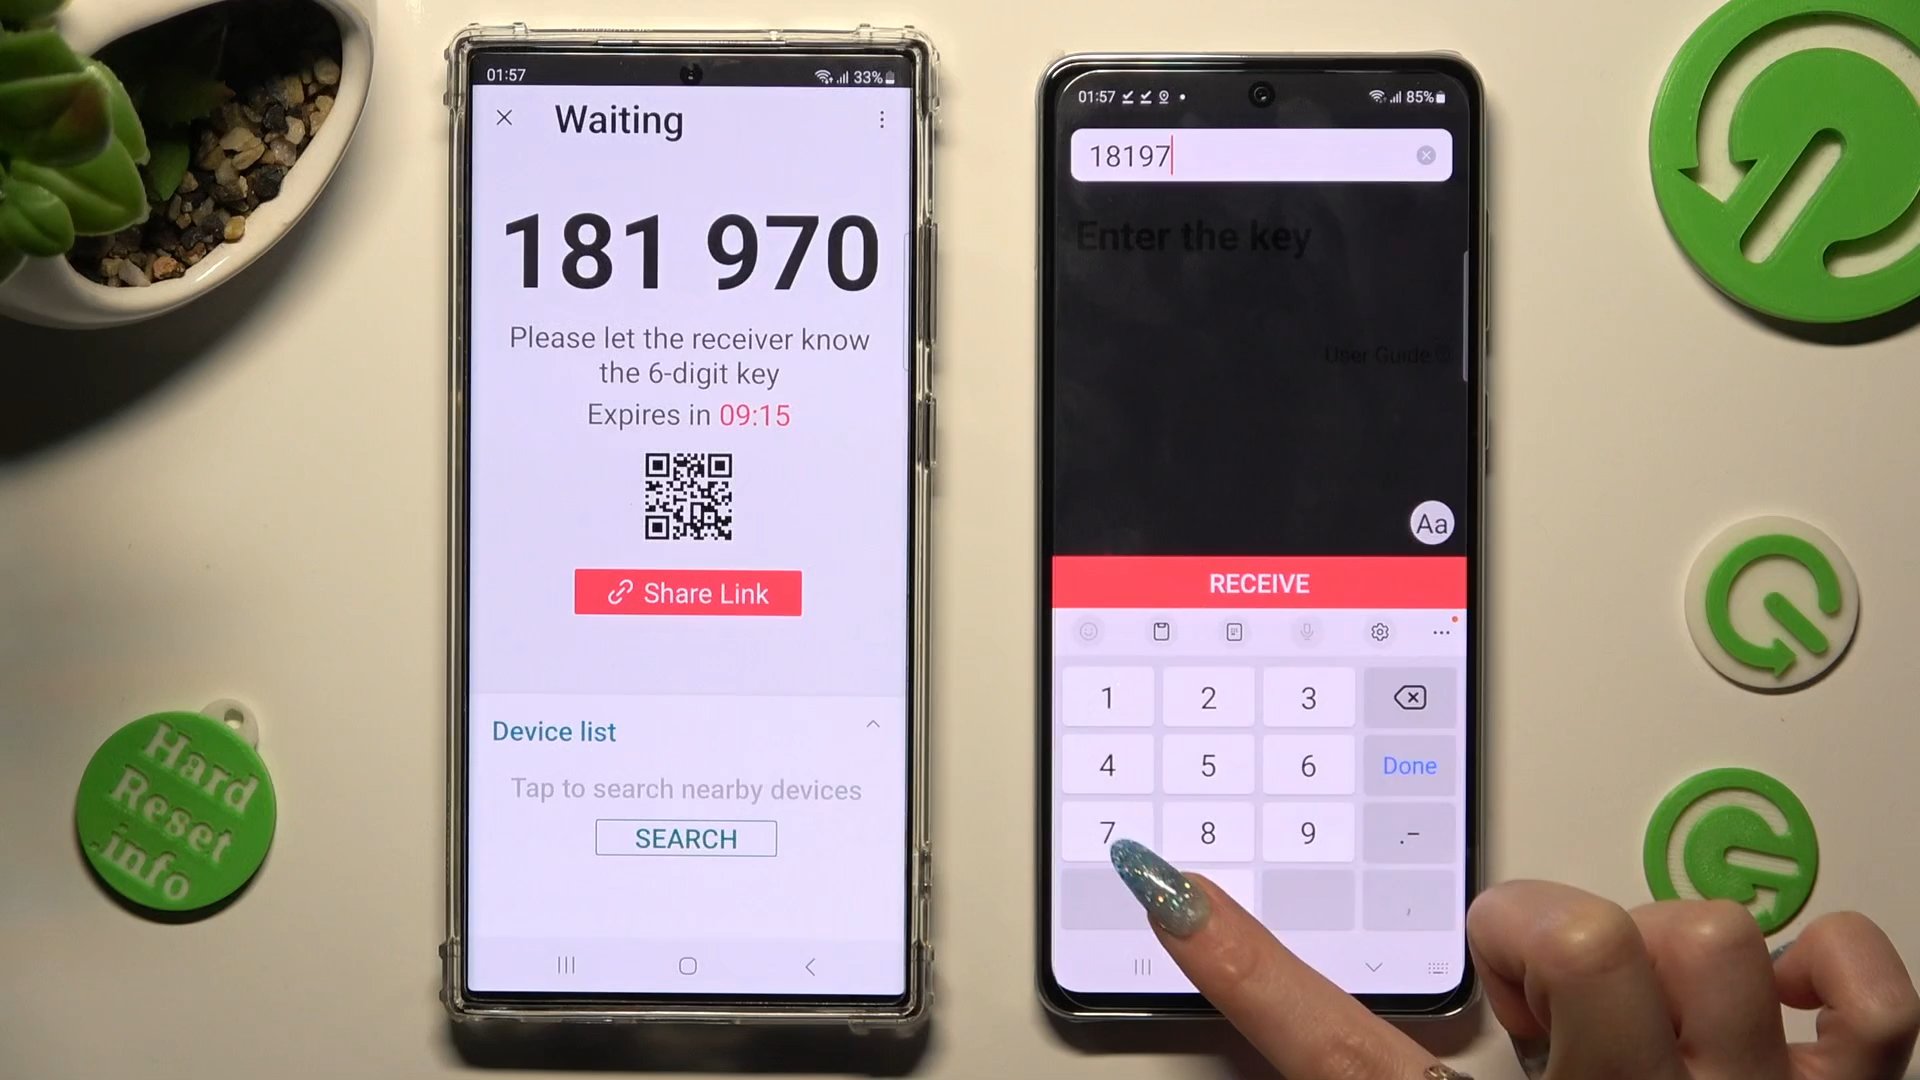 01:57
33%
Waiting
181 970
Please let the receiver know
the 6-digit key
Expires in 09:15
Share Link
Device list
Tap to search nearby devices
SEARCH
01:57
85%
18197
Enter the key
User Guide
Aa
RECEIVE
1 2 3
4 5 6 Done
7 8 9 .-
,
Hard
Reset
.info